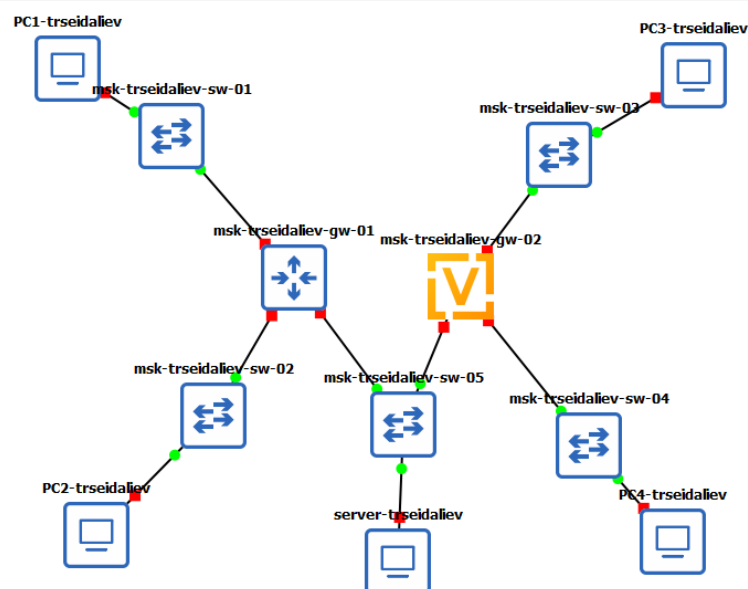 PC1-trseidaliev
PC3-trseidaliev
msk-trseidaliev-sw-01
msk-trseidaliev-sw-03
msk-trseidaliev-gw-01
msk-trseidaliev-gw-02
V
msk-trseidaliev-sw-02
msk-trseidaliev-sw-05
msk-trseidaliev-sw-04
PC2-trseidaliev
PC4-trseidaliev
server-trseidaliev